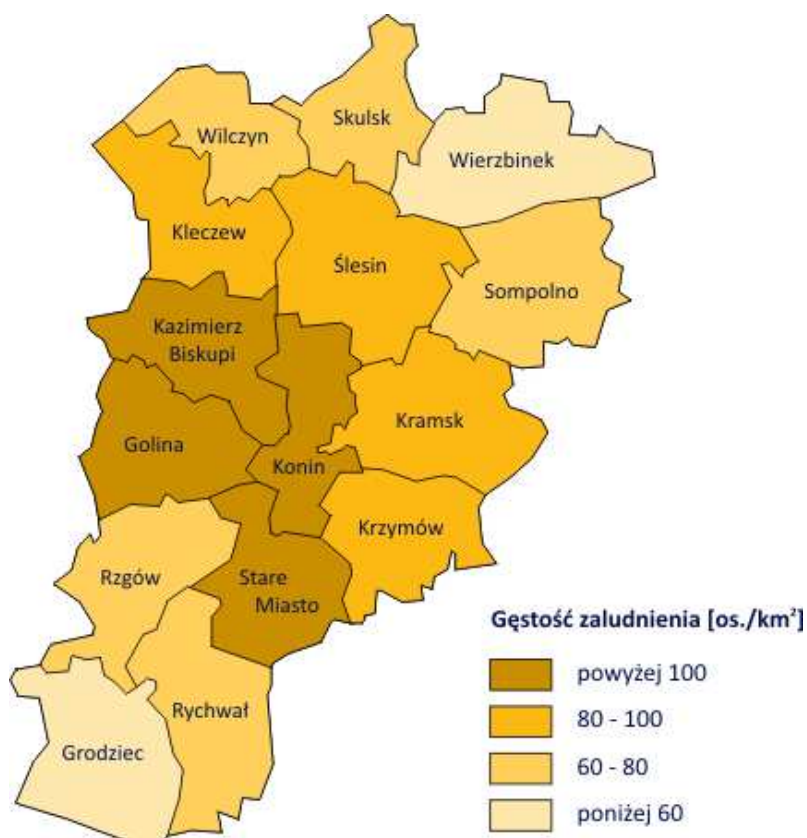 Skulsk
Wilczyn
Wierzbinek
Kleczew
Ślesin
Sompolno
Kazimierz
Biskupi
Kramsk
Golina
Konin
Krzymów
Rzgów
Stare
Miasto
Rychwał
Grodziec
Gęstość zaludnienia [os./km²]
powyżej 100
80 - 100
60 - 80
poniżej 60